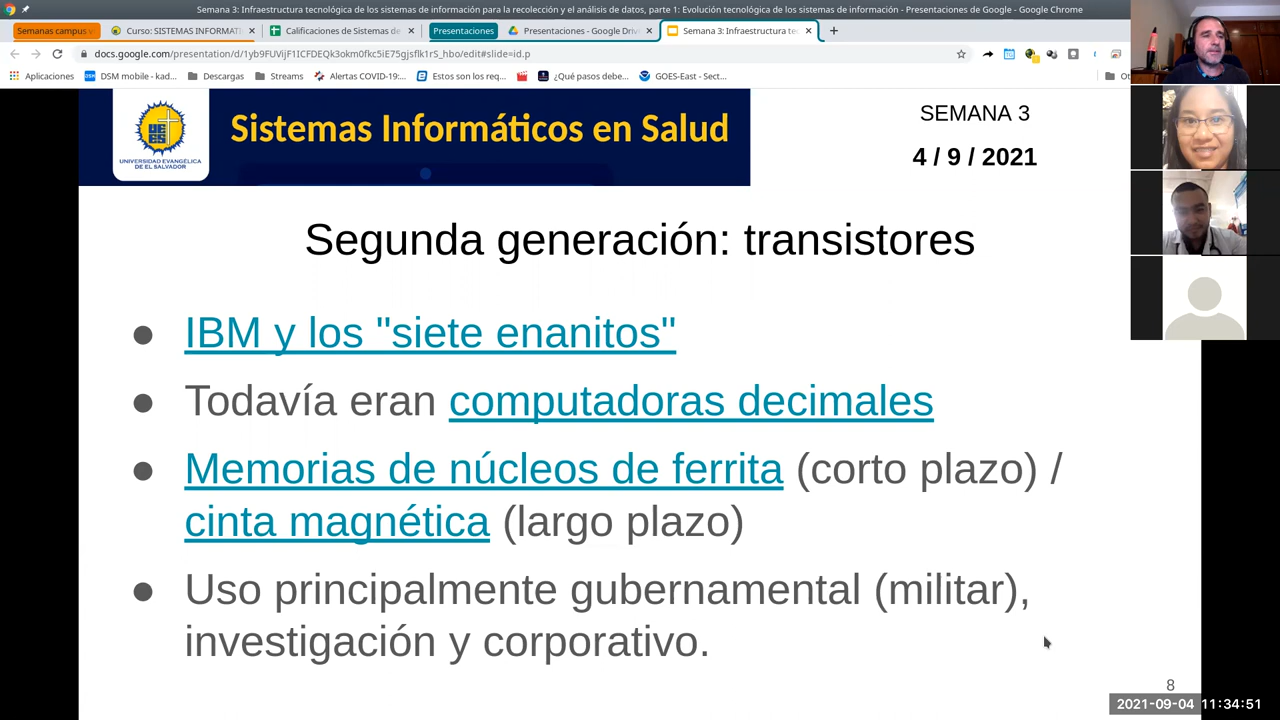 Semana 3: Infraestructura tecnológica de los sistemas de información para la recolección y el análisis de datos, parte 1: Evolución tecnológica de los sistemas de información - Presentaciones de Google - Google Chrome
Semanas campus vi
Curso: SISTEMAS INFORMATI
Calificaciones de Sistemas de
Presentaciones
Presentaciones - Google Drive
Semana 3: Infraestructura tec
docs.google.com/presentation/d/1yb9FUVijF1ICFDEQk3okm0fkc5iE75gjsflk1rS_hbo/edit#slide=id.p
Aplicaciones
DSM mobile - kad...
Descargas
Streams
Alertas COVID-19:...
Estos son los req...
¿Qué pasos debe...
GOES-East - Sect...
UNIVERSIDAD EVANGÉLICA
DE EL SALVADOR
Sistemas Informáticos en Salud
SEMANA 3
4 / 9 / 2021
Segunda generación: transistores
● IBM y los "siete enanitos"
● Todavía eran computadoras decimales
● Memorias de núcleos de ferrita (corto plazo) /
cinta magnética (largo plazo)
● Uso principalmente gubernamental (militar),
investigación y corporativo.
8
2021-09-04 11:34:51